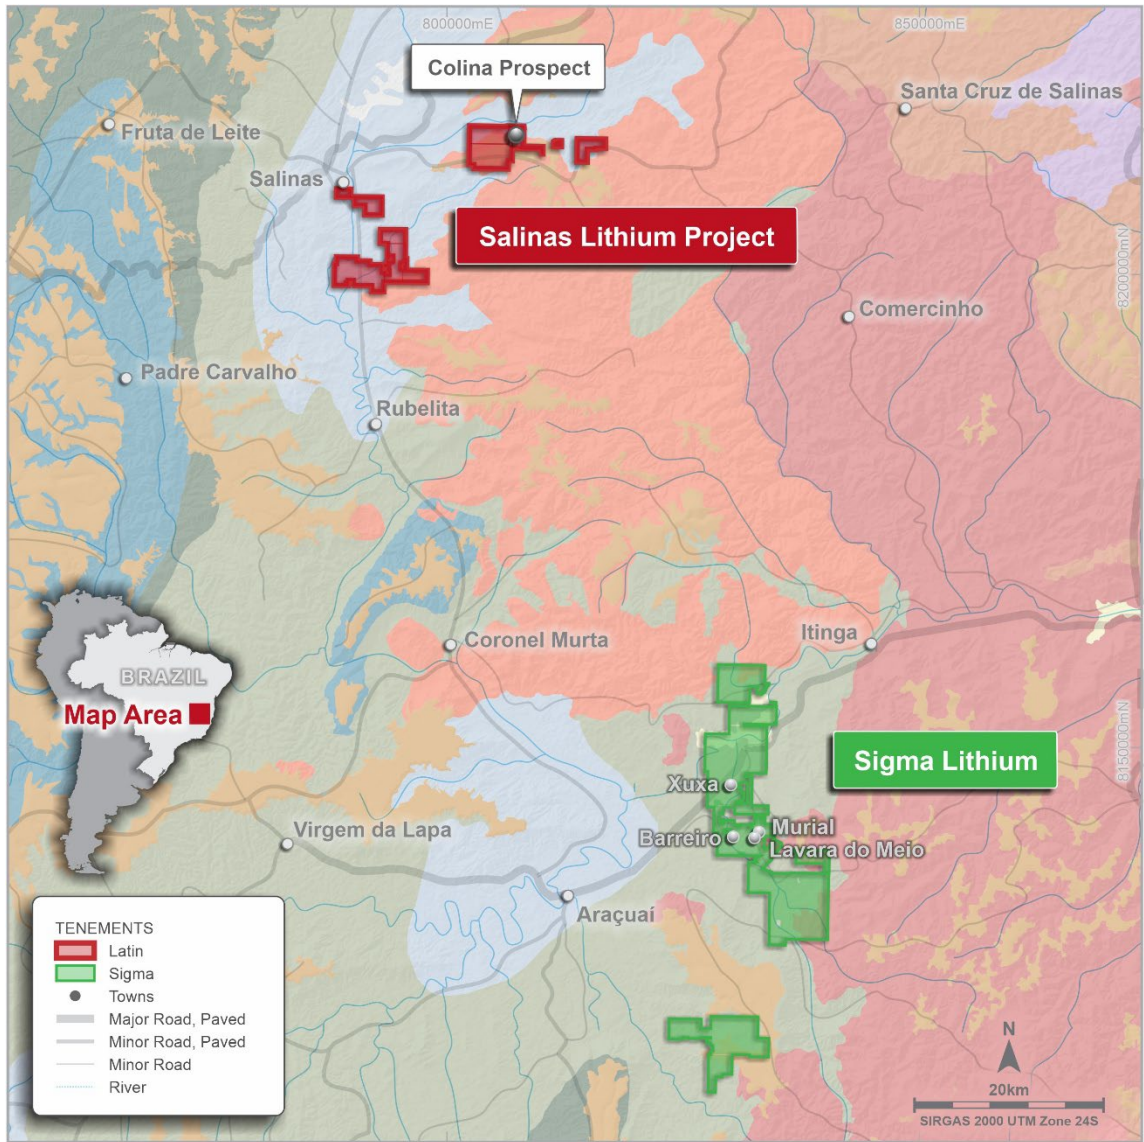 800000mE
850000mE
Colina Prospect
Santa Cruz de Salinas
Fruta de Leite
Salinas
Salinas Lithium Project
8200000mN
Comercinho
Padre Carvalho
Rubelita
Coronel Murta
Itinga
BRAZIL
Map Area
8150000mN
Sigma Lithium
Xuxa
Virgem da Lapa
Murial
Barreiro
Lavara do Meio
Araçuaí
TENEMENTS
Latin
Sigma
Towns
Major Road, Paved
Minor Road, Paved
Minor Road
River
N
20km
SIRGAS 2000 UTM Zone 24S